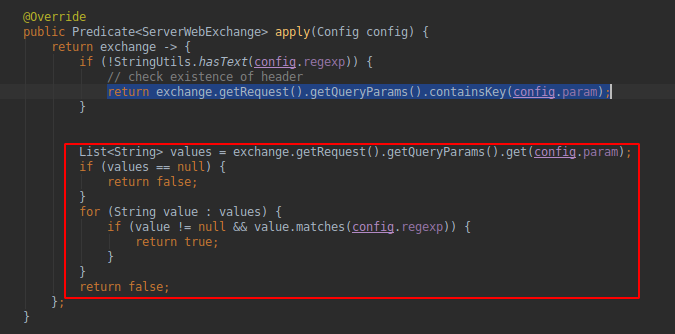 @Override
public Predicate<ServerWebExchange> apply(Config config) {
return exchange -> {
if (!StringUtils.hasText(config.regexp)) {
// check existence of header
return exchange.getRequest().getQueryParams().containsKey(config.param);
}
List<String> values = exchange.getRequest().getQueryParams().get(config.param);
if (values == null) {
return false;
}
for (String value : values) {
if (value != null && value.matches(config.regexp)) {
return true;
}
}
return false;
};
}